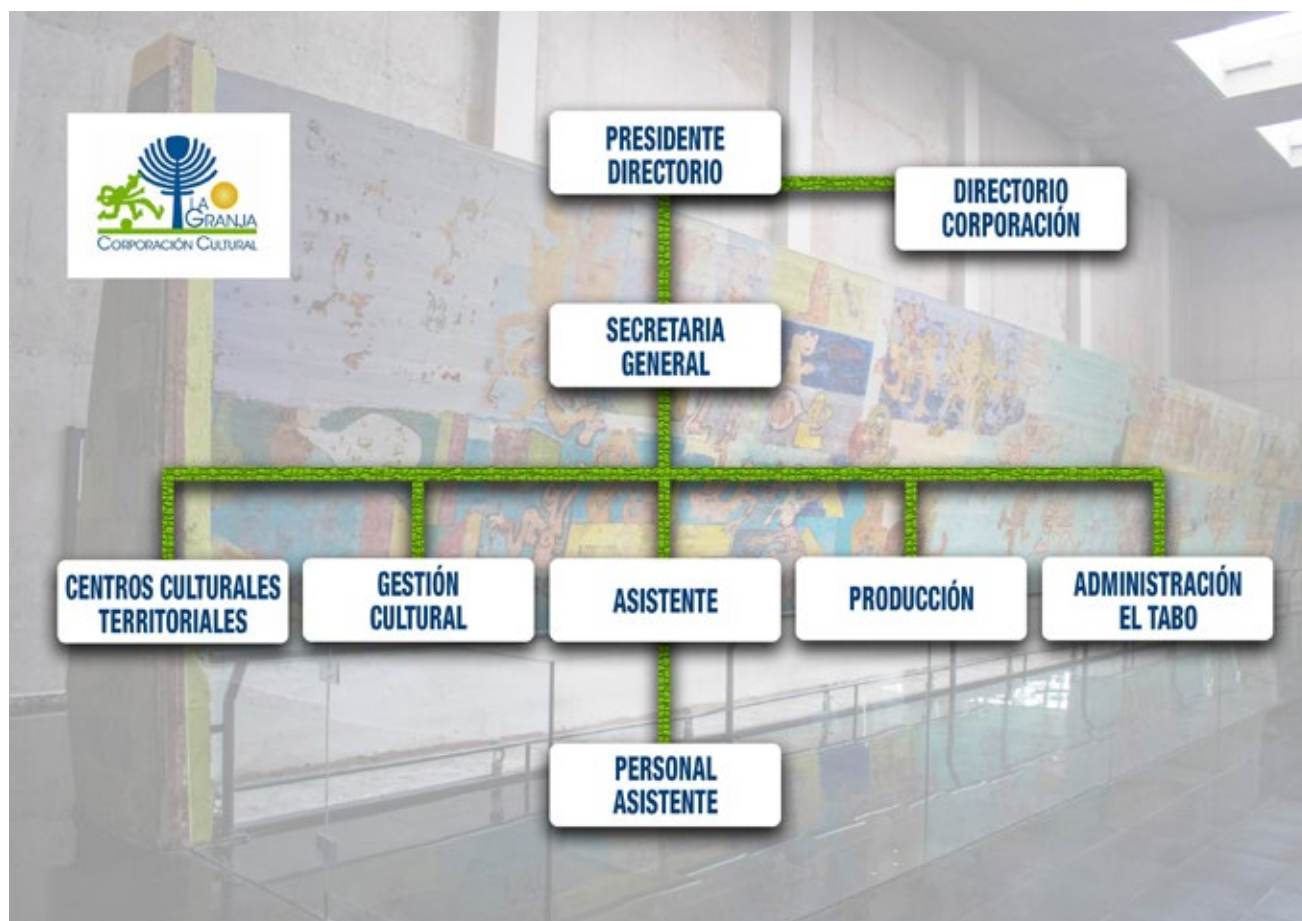 LA
GRANJA
CORPORACIÓN CULTURAL
PRESIDENTE
DIRECTORIO
DIRECTORIO
CORPORACIÓN
SECRETARIA
GENERAL
CENTROS CULTURALES
TERRITORIALES
GESTIÓN
CULTURAL
ASISTENTE
PRODUCCIÓN
ADMINISTRACIÓN
EL TABO
PERSONAL
ASISTENTE